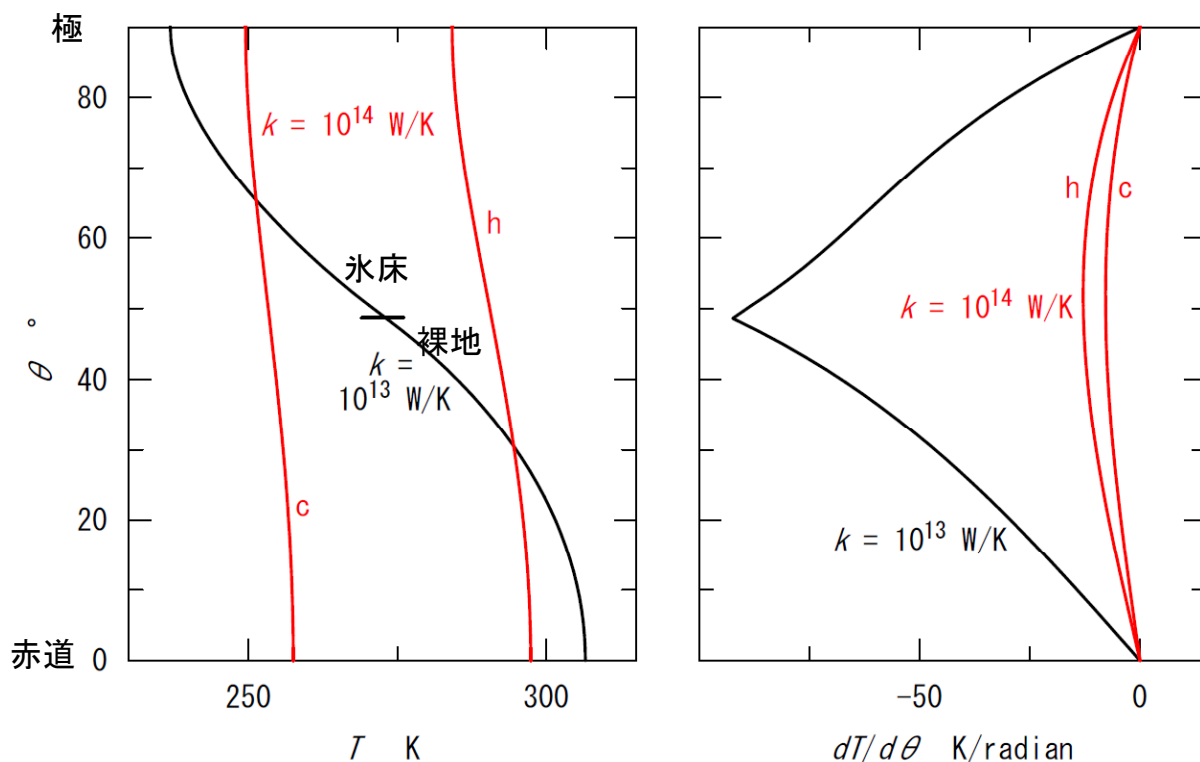 極
80
60
40
20
赤道 0
θ °
k = 10¹⁴ W/K
h
氷床
裸地
k =
10¹³ W/K
c
250
300
T K
h
c
k = 10¹⁴ W/K
k = 10¹³ W/K
-50
0
dT/dθ K/radian